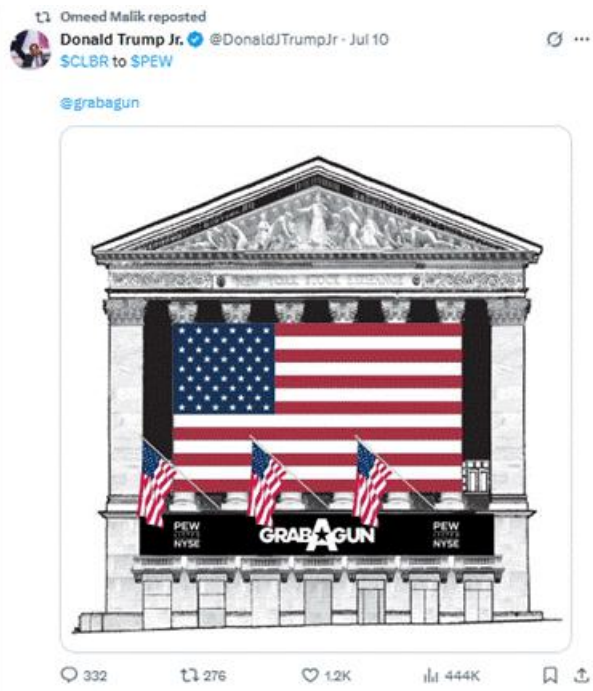 Omeed Malik reposted
Donald Trump Jr. @DonaldJTrumpJr · Jul 10
$CLBR to $PEW
@grabagun
PEW
NYSE
GRABAGUN
PEW
NYSE
332 276 1.2K 444K